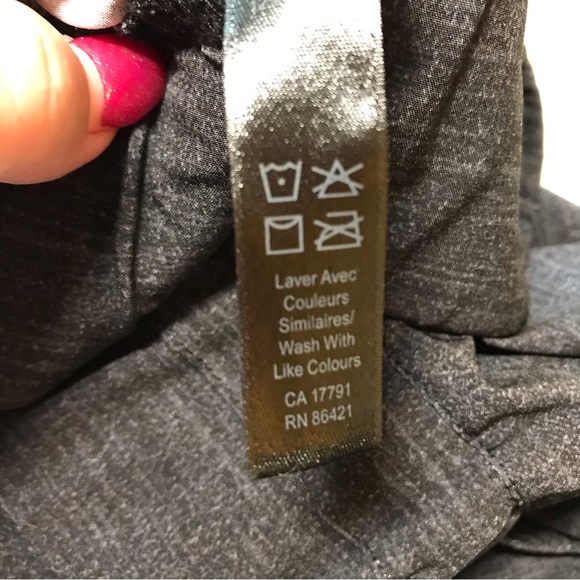 Laver Avec
Couleurs
Similaires/
Wash With
Like Colours
CA 17791
RN 86421